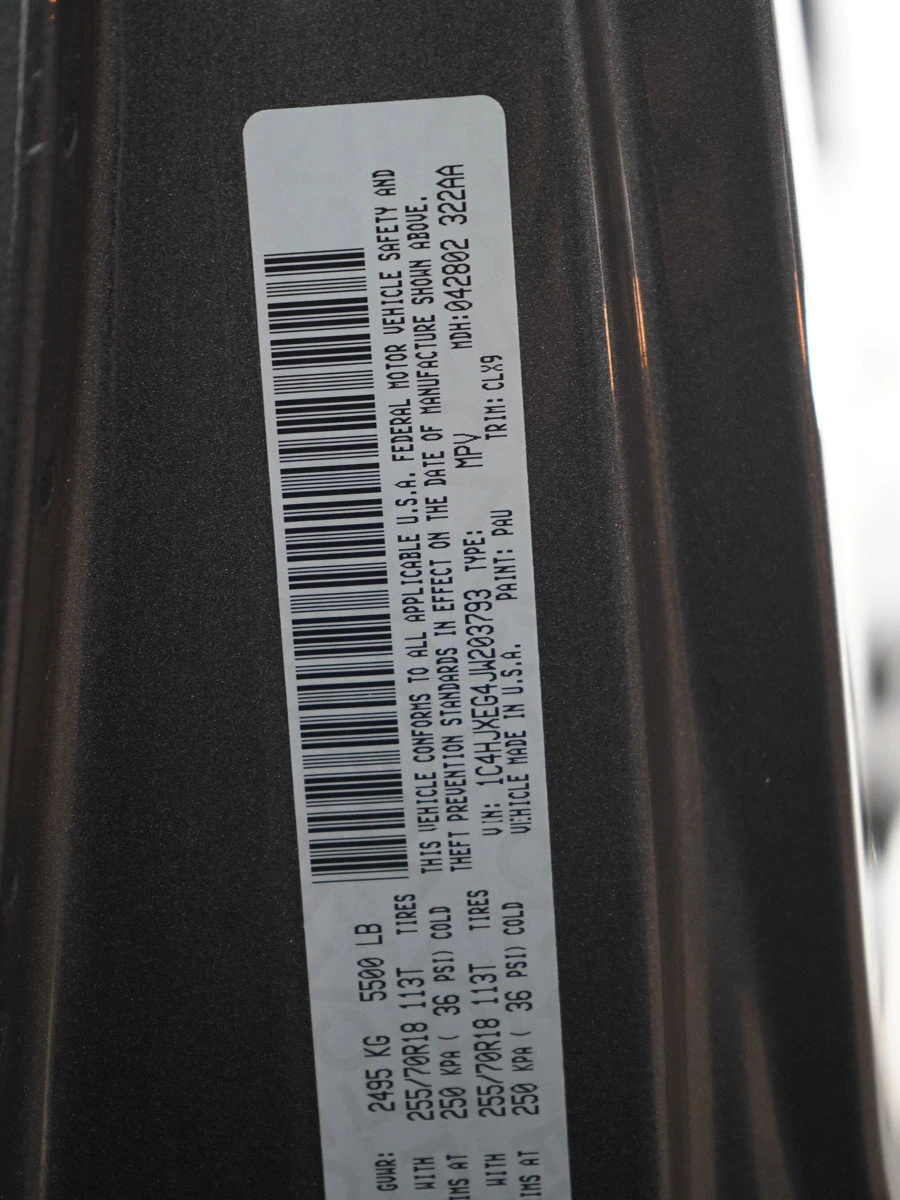 GVWR: 2495 KG 5500 LB
WITH 255/70R18 113T TIRES
IMS AT 250 KPA ( 36 PSI) COLD
WITH 255/70R18 113T TIRES
IMS AT 250 KPA ( 36 PSI) COLD
THIS VEHICLE CONFORMS TO ALL APPLICABLE U.S.A. FEDERAL MOTOR VEHICLE SAFETY AND
THEFT PREVENTION STANDARDS IN EFFECT ON THE DATE OF MANUFACTURE SHOWN ABOVE.
VIN: 1C4HJXEG4JW203793 TYPE: MPV MDH:042802 322AA
VEHICLE MADE IN U.S.A. PAINT: PAU TRIM: CLX9